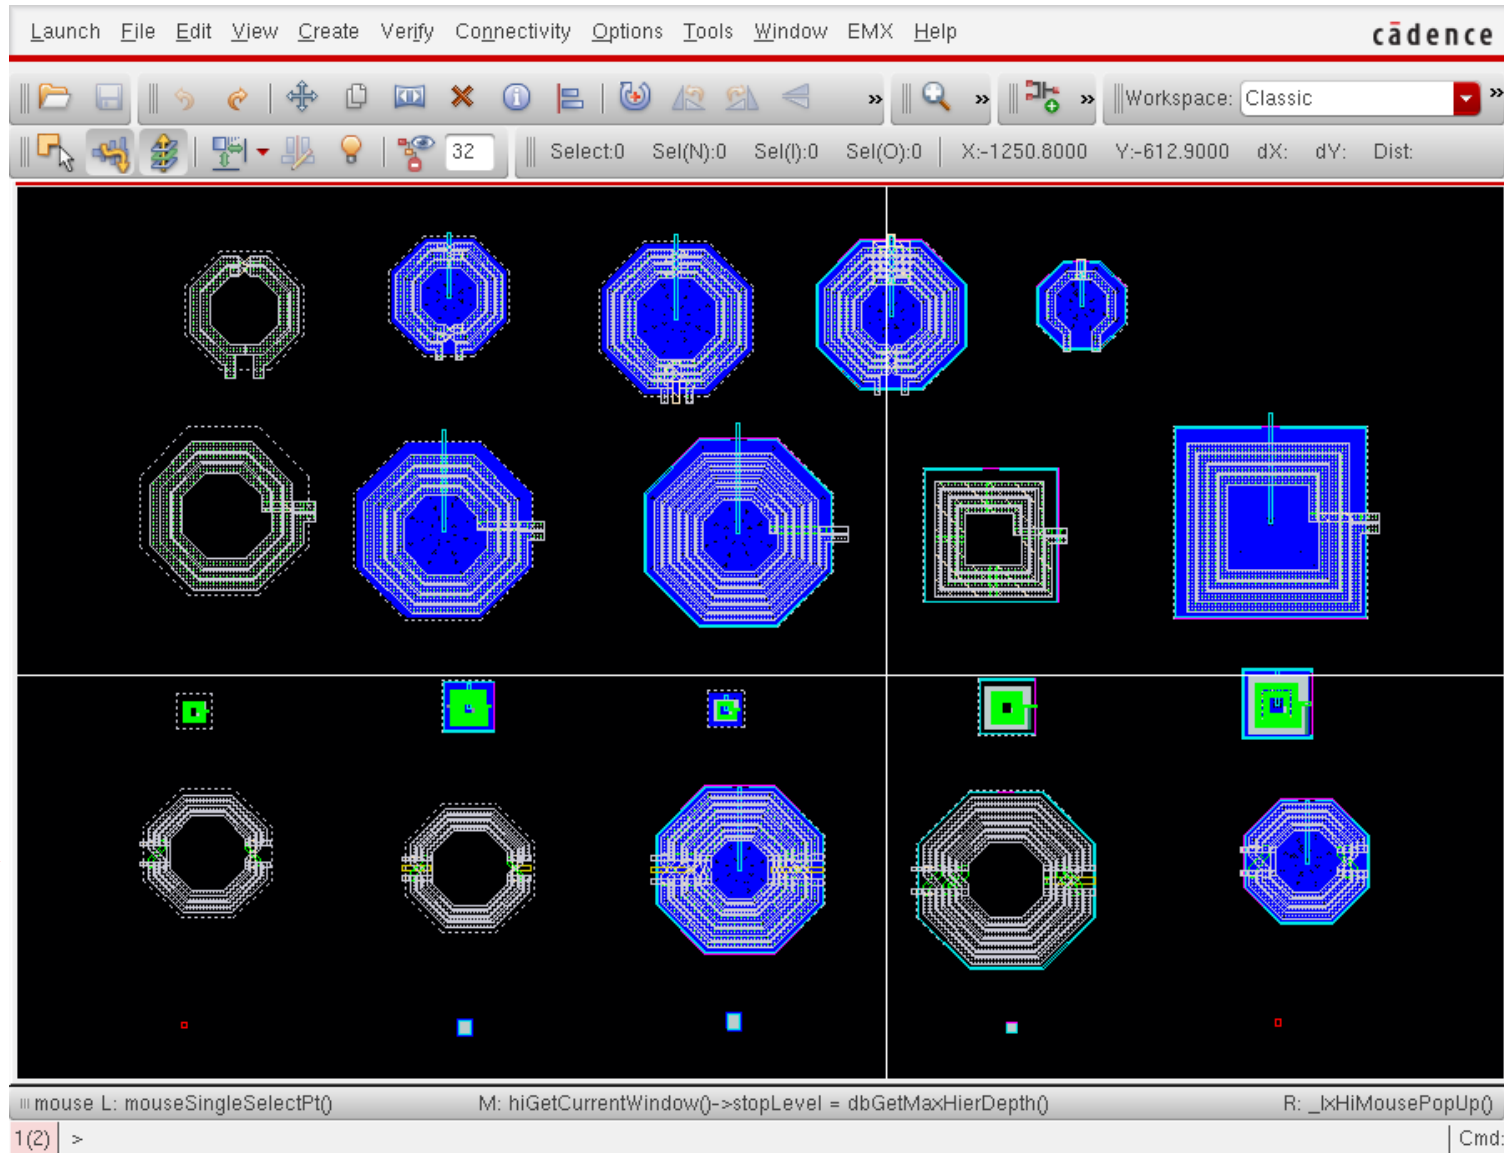 Launch File Edit View Create Verify Connectivity Options Tools Window EMX Help cādence
Workspace: Classic
32 Select:0 Sel(N):0 Sel(I):0 Sel(O):0 X:-1250.8000 Y:-612.9000 dX: dY: Dist:
mouse L: mouseSingleSelectPt() M: hiGetCurrentWindow()->stopLevel = dbGetMaxHierDepth() R: _lxHiMousePopUp()
1(2) > Cmd: